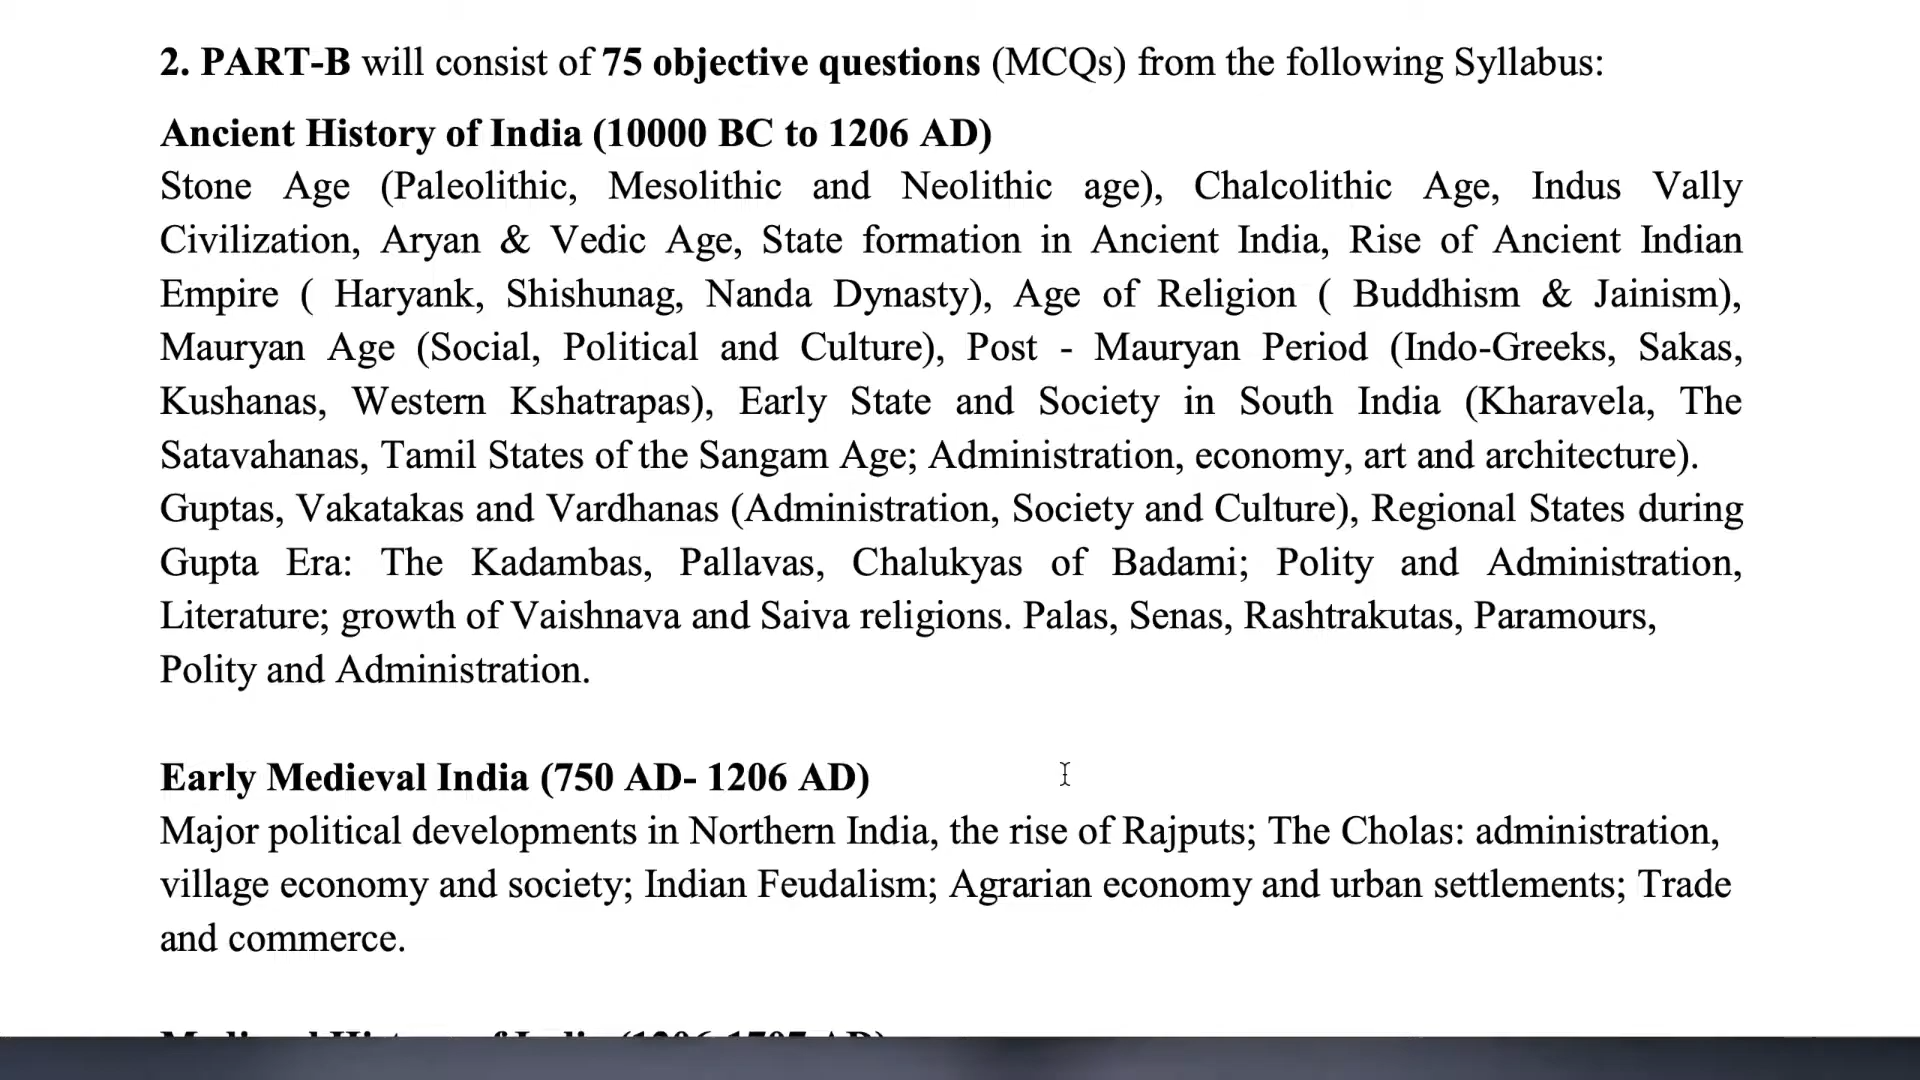 2. PART-B will consist of 75 objective questions (MCQs) from the following Syllabus:
Ancient History of India (10000 BC to 1206 AD)
Stone Age (Paleolithic, Mesolithic and Neolithic age), Chalcolithic Age, Indus Vally
Civilization, Aryan & Vedic Age, State formation in Ancient India, Rise of Ancient Indian
Empire ( Haryank, Shishunag, Nanda Dynasty), Age of Religion ( Buddhism & Jainism),
Mauryan Age (Social, Political and Culture), Post - Mauryan Period (Indo-Greeks, Sakas,
Kushanas, Western Kshatrapas), Early State and Society in South India (Kharavela, The
Satavahanas, Tamil States of the Sangam Age; Administration, economy, art and architecture).
Guptas, Vakatakas and Vardhanas (Administration, Society and Culture), Regional States during
Gupta Era: The Kadambas, Pallavas, Chalukyas of Badami; Polity and Administration,
Literature; growth of Vaishnava and Saiva religions. Palas, Senas, Rashtrakutas, Paramours,
Polity and Administration.
Early Medieval India (750 AD- 1206 AD)
Major political developments in Northern India, the rise of Rajputs; The Cholas: administration,
village economy and society; Indian Feudalism; Agrarian economy and urban settlements; Trade
and commerce.
Medieval History of India (1206-1707 AD)